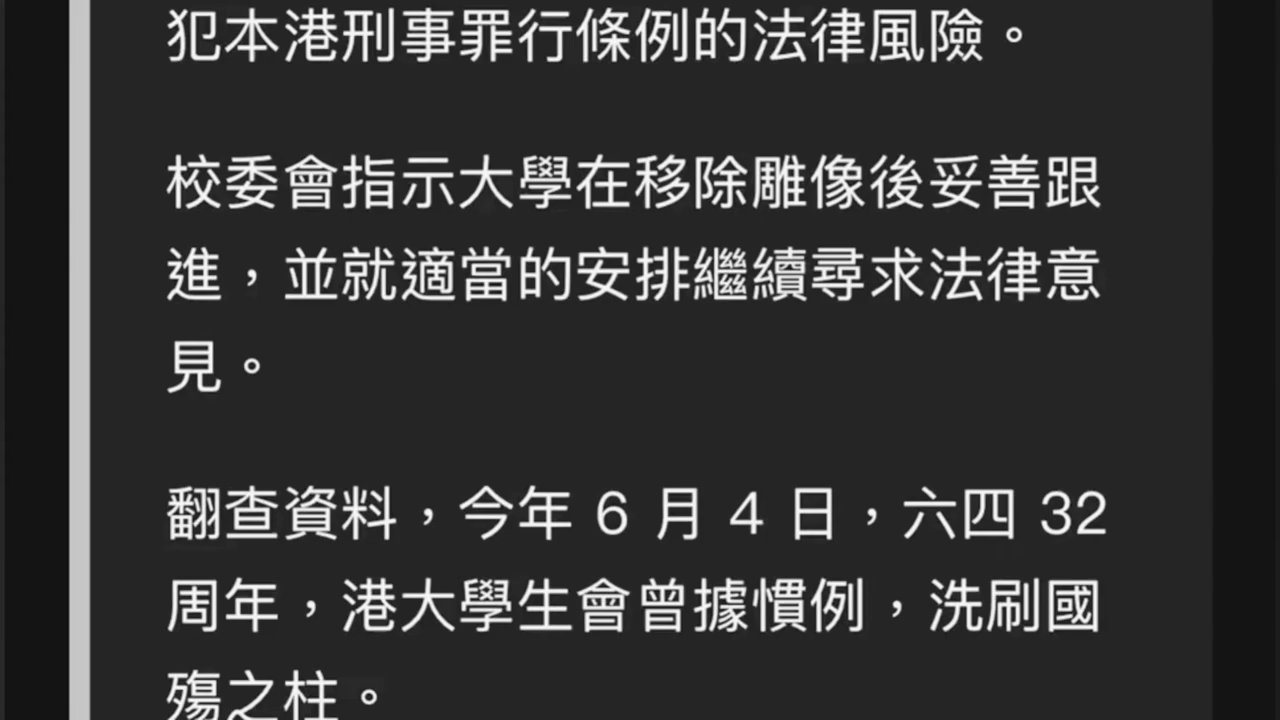 犯本港刑事罪行條例的法律風險。
校委會指示大學在移除雕像後妥善跟
進，並就適當的安排繼續尋求法律意
見。
翻查資料，今年 6 月 4 日，六四 32
周年，港大學生會曾據慣例，洗刷國
殤之柱。